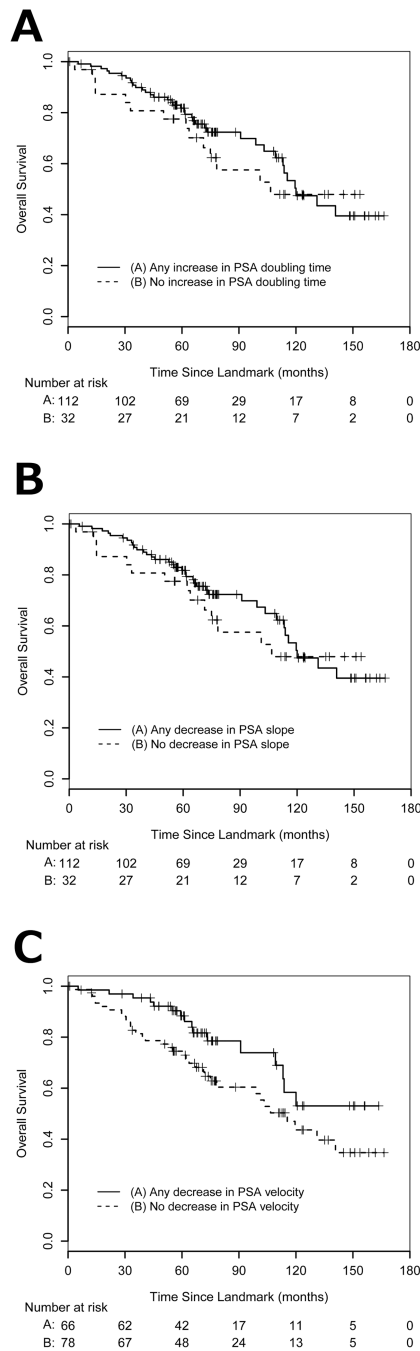 A
Overall Survival
1.0
0.8
0.6
0.4
0.2
0.0
(A) Any increase in PSA doubling time
(B) No increase in PSA doubling time
0 30 60 90 120 150 180
Time Since Landmark (months)
Number at risk
A: 112 102 69 29 17 8 0
B: 32 27 21 12 7 2 0
B
Overall Survival
1.0
0.8
0.6
0.4
0.2
0.0
(A) Any decrease in PSA slope
(B) No decrease in PSA slope
0 30 60 90 120 150 180
Time Since Landmark (months)
Number at risk
A: 112 102 69 29 17 8 0
B: 32 27 21 12 7 2 0
C
Overall Survival
1.0
0.8
0.6
0.4
0.2
0.0
(A) Any decrease in PSA velocity
(B) No decrease in PSA velocity
0 30 60 90 120 150 180
Time Since Landmark (months)
Number at risk
A: 66 62 42 17 11 5 0
B: 78 67 48 24 13 5 0